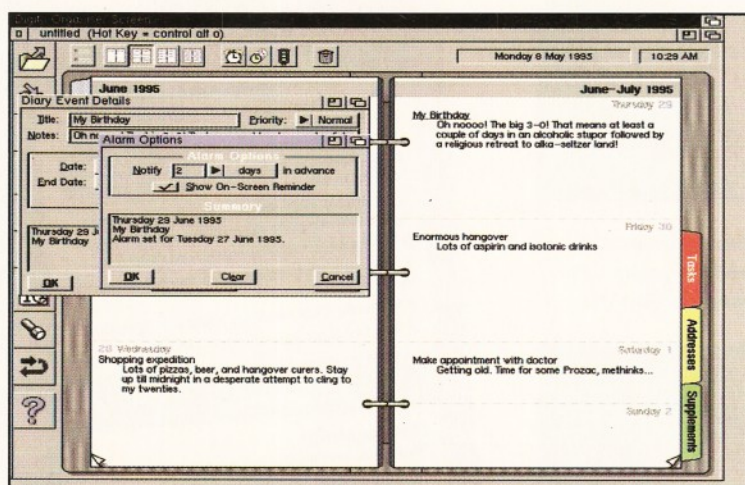 Digita Organiser Screen
untitled (Hot Key = control alt o)
Monday 8 May 1995
10:29 AM
June 1995
Diary Event Details
Title: My Birthday
Priority: Normal
Notes:
Date:
End Date:
Thursday 29
My Birthday
OK
Alarm Options
Alarm Options
Notify 2 days in advance
Show On-Screen Reminder
Summary
Thursday 29 June 1995
My Birthday
Alarm set for Tuesday 27 June 1995.
OK
Clear
Cancel
28 Wednesday
Shopping expedition
Lots of pizzas, beer, and hangover curers. Stay
up till midnight in a desperate attempt to cling to
my twenties.
June-July 1995
Thursday 29
My Birthday
Oh noooo! The big 3-0! That means at least a
couple of days in an alcoholic stupor followed by
a religious retreat to alka-seltzer land!
Friday 30
Enormous hangover
Lots of aspirin and isotonic drinks
Saturday 1
Make appointment with doctor
Getting old. Time for some Prozac, methinks...
Sunday 2
Tasks
Addresses
Supplements